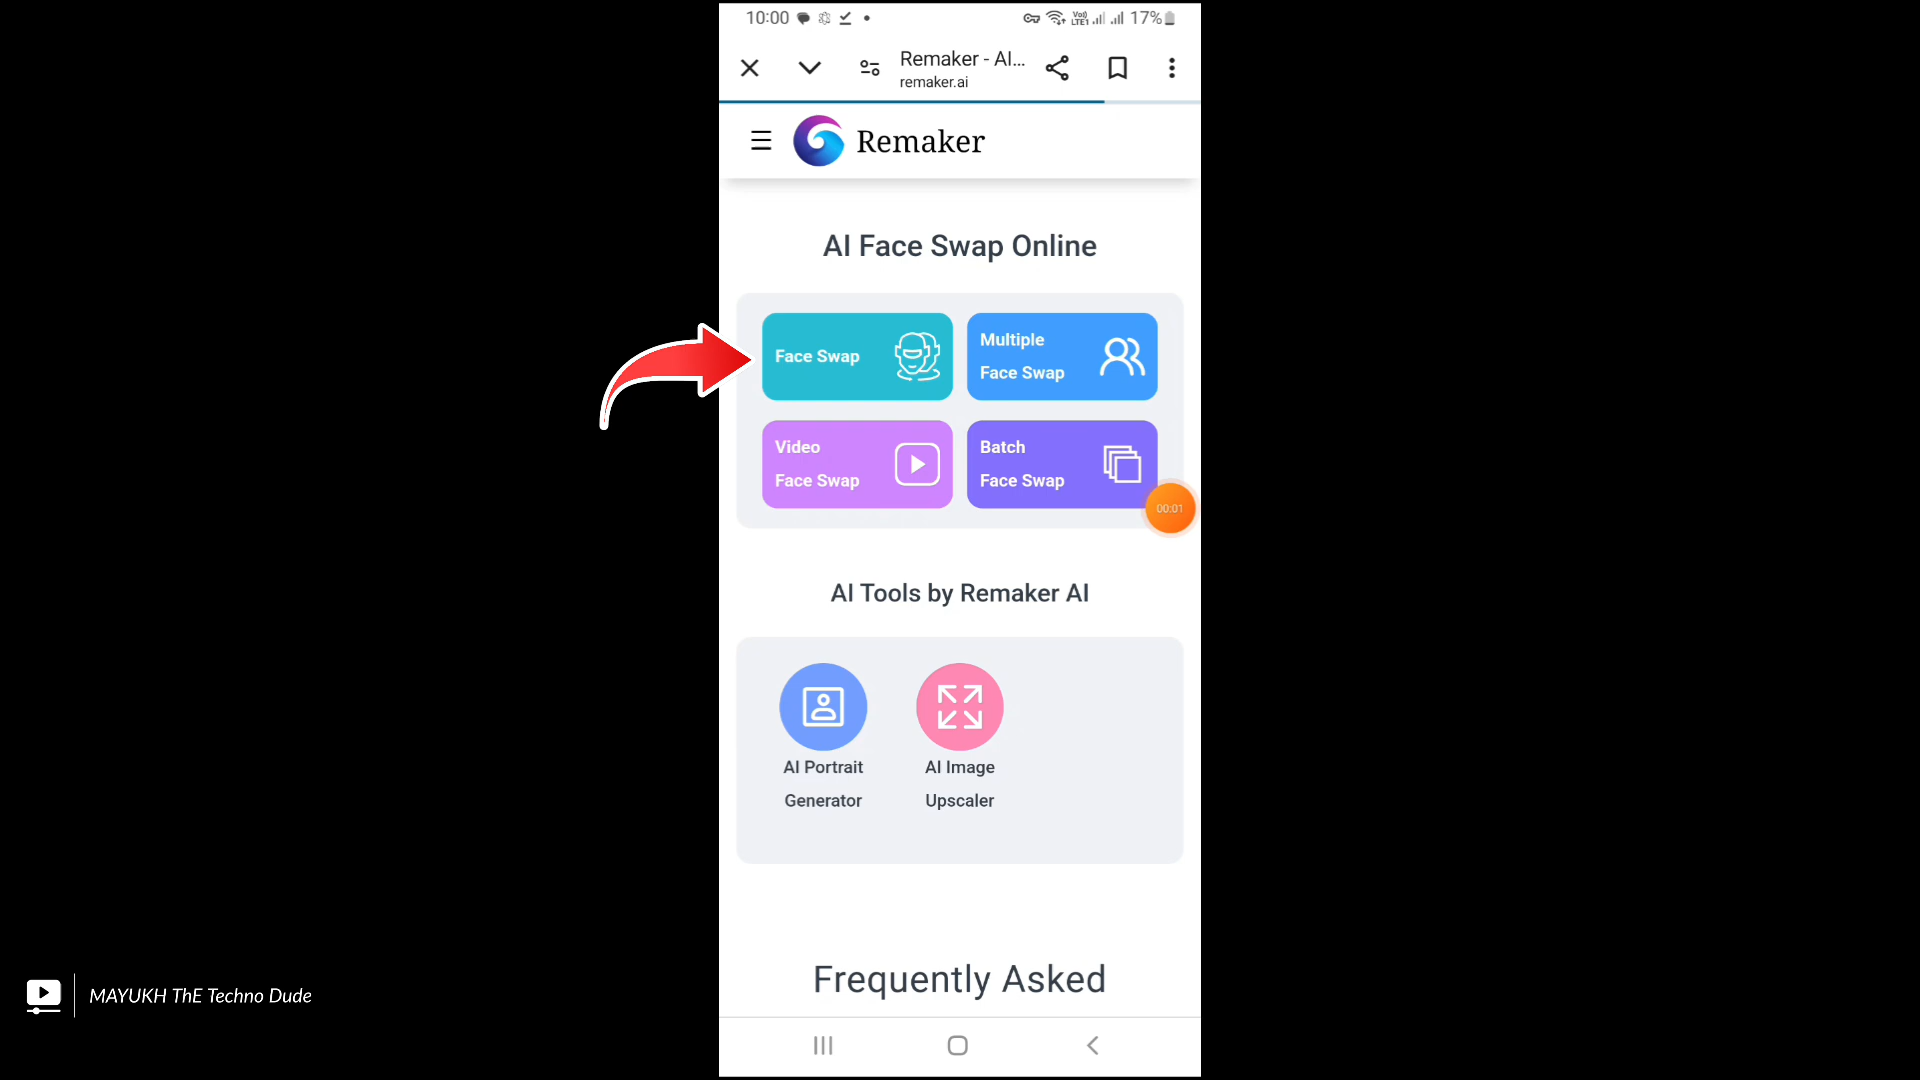 10:00
Vo)) LTE1 17%
Remaker - AI...
remaker.ai
Remaker
AI Face Swap Online
Face Swap
Multiple
Face Swap
Video
Face Swap
Batch
Face Swap
00:01
AI Tools by Remaker AI
AI Portrait
Generator
AI Image
Upscaler
Frequently Asked
MAYUKH ThE Techno Dude